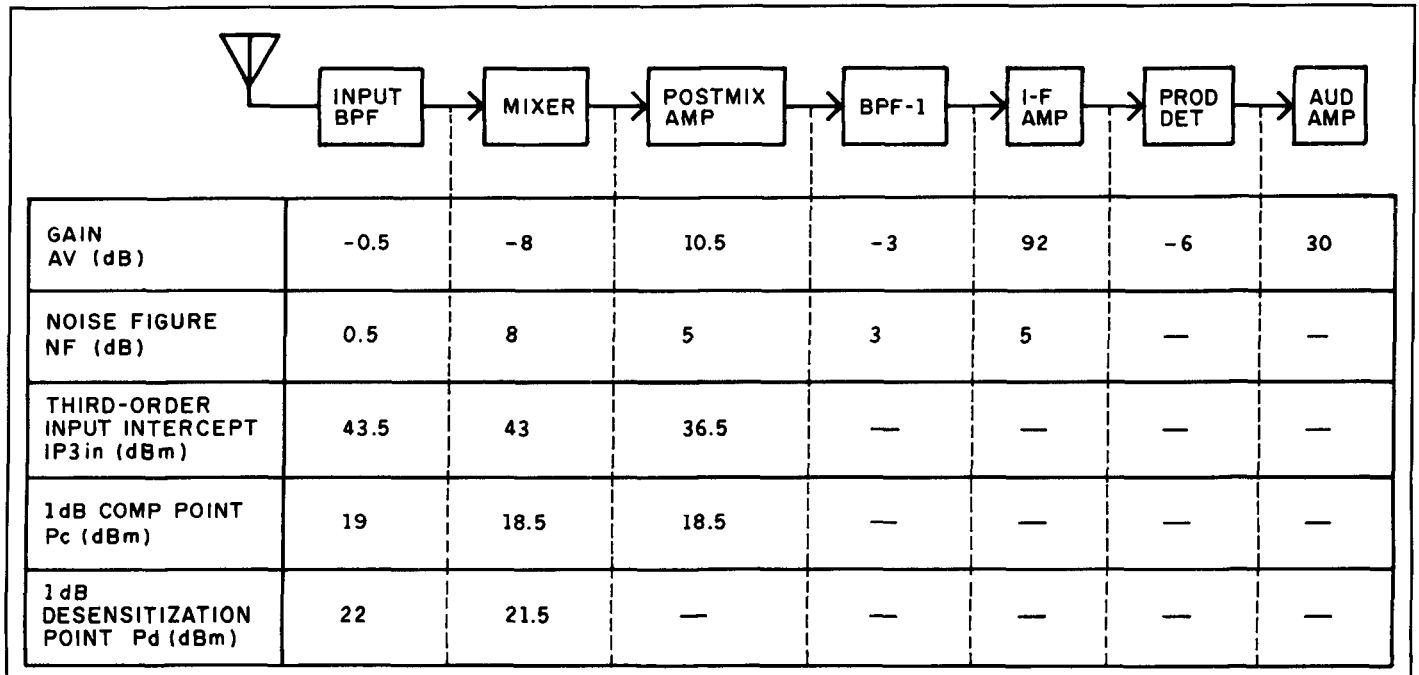 INPUT
BPF
MIXER
POSTMIX
AMP
BPF-1
I-F
AMP
PROD
DET
AUD
AMP
GAIN
AV (dB)
-0.5
-8
10.5
-3
92
-6
30
NOISE FIGURE
NF (dB)
0.5
8
5
3
5
—
—
THIRD-ORDER
INPUT INTERCEPT
IP3in (dBm)
43.5
43
36.5
—
—
—
—
1dB COMP POINT
Pc (dBm)
19
18.5
18.5
—
—
—
—
1dB
DESENSITIZATION
POINT Pd (dBm)
22
21.5
—
—
—
—
—